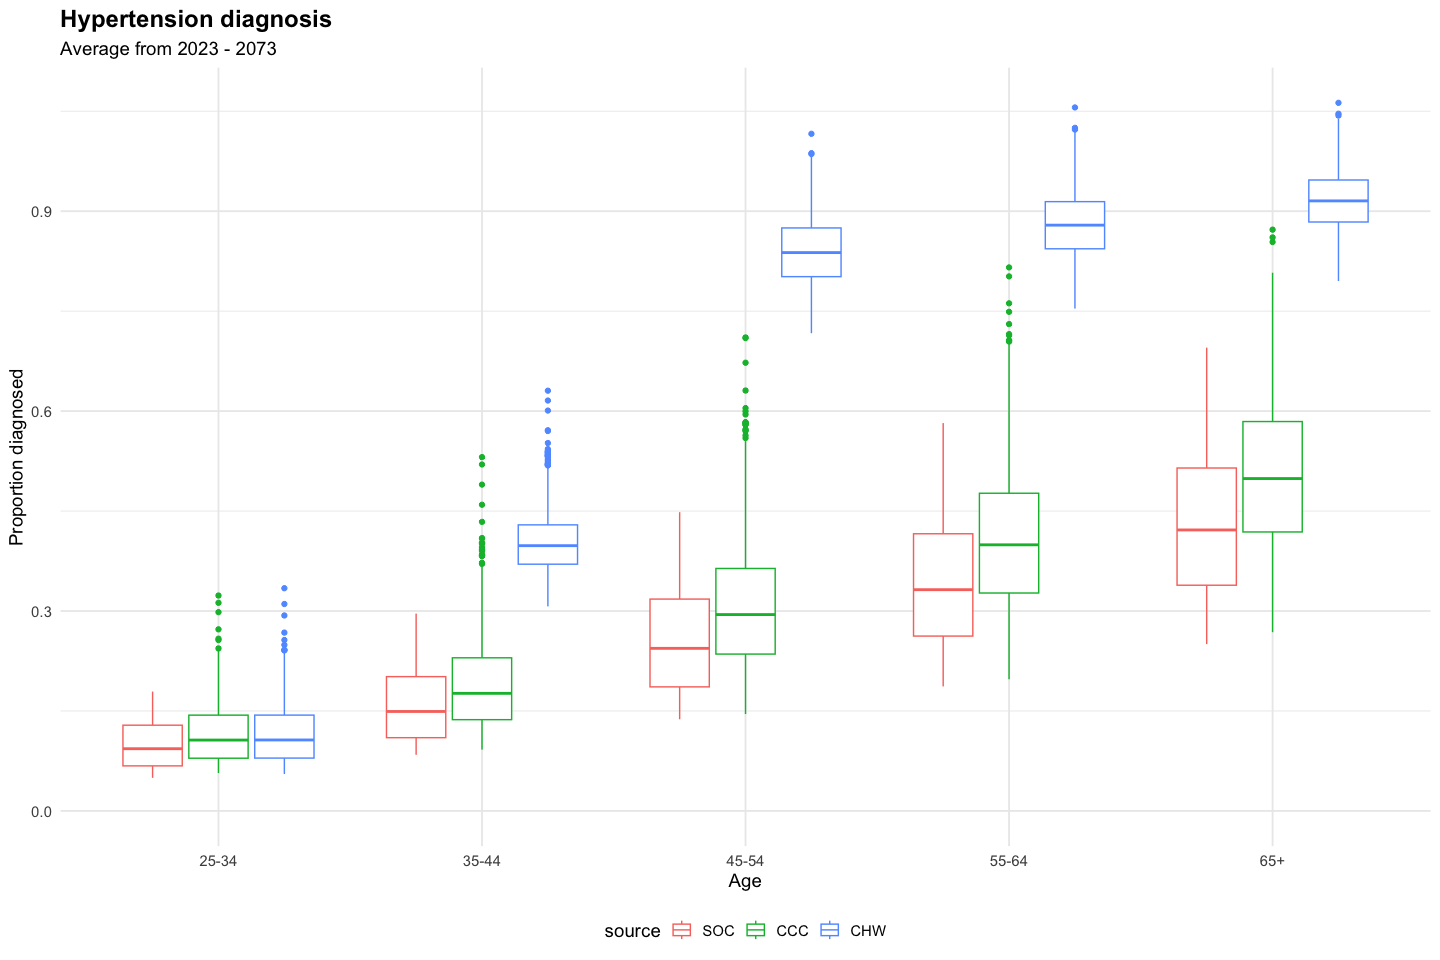 Hypertension diagnosis
Average from 2023 - 2073
Proportion diagnosed
0.9
0.6
0.3
0.0
25-34 35-44 45-54 55-64 65+
Age
source SOC CCC CHW